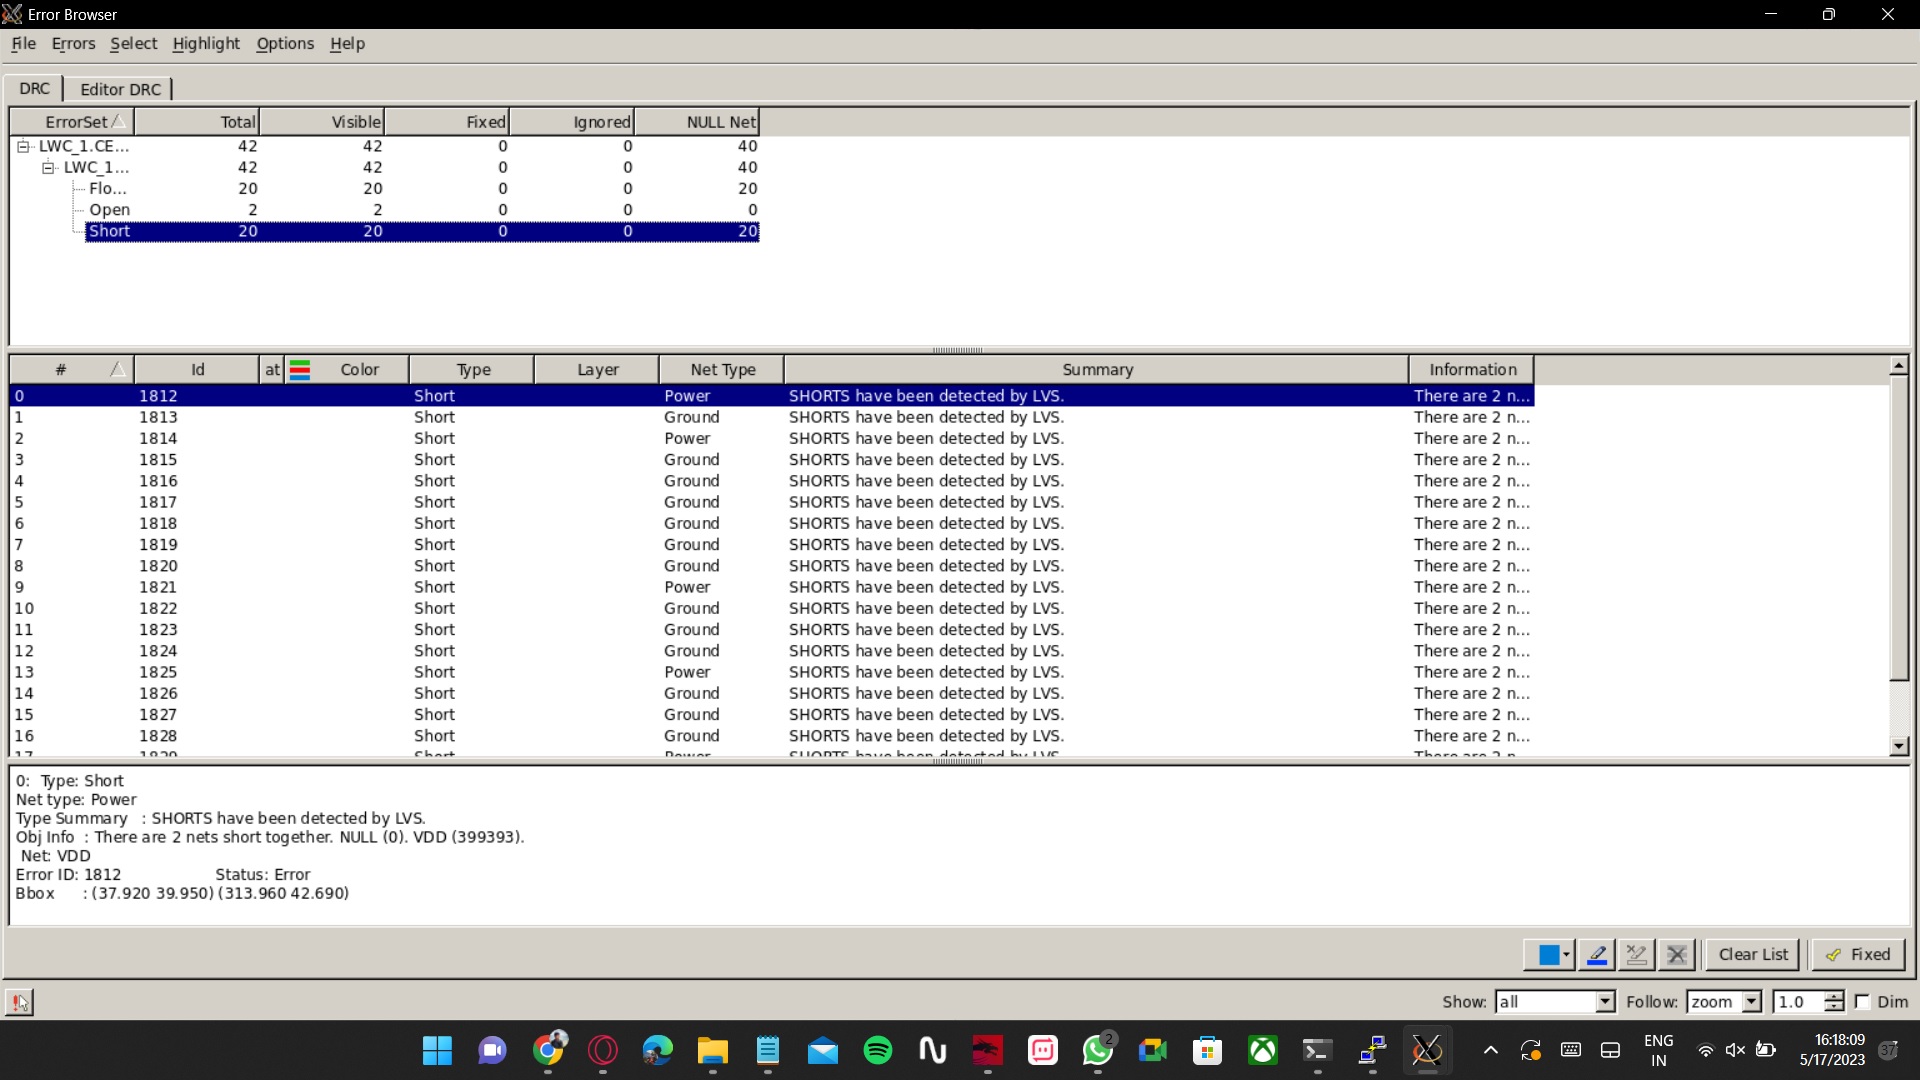 Error Browser
File Errors Select Highlight Options Help
DRC Editor DRC
ErrorSet Total Visible Fixed Ignored NULL Net
LWC_1.CE... 42 42 0 0 40
LWC_1... 42 42 0 0 40
Flo... 20 20 0 0 20
Open 2 2 0 0 0
Short 20 20 0 0 20
# Id at Color Type Layer Net Type Summary Information
0 1812 Short Power SHORTS have been detected by LVS. There are 2 n...
1 1813 Short Ground SHORTS have been detected by LVS. There are 2 n...
2 1814 Short Power SHORTS have been detected by LVS. There are 2 n...
3 1815 Short Ground SHORTS have been detected by LVS. There are 2 n...
4 1816 Short Ground SHORTS have been detected by LVS. There are 2 n...
5 1817 Short Ground SHORTS have been detected by LVS. There are 2 n...
6 1818 Short Ground SHORTS have been detected by LVS. There are 2 n...
7 1819 Short Ground SHORTS have been detected by LVS. There are 2 n...
8 1820 Short Ground SHORTS have been detected by LVS. There are 2 n...
9 1821 Short Power SHORTS have been detected by LVS. There are 2 n...
10 1822 Short Ground SHORTS have been detected by LVS. There are 2 n...
11 1823 Short Ground SHORTS have been detected by LVS. There are 2 n...
12 1824 Short Ground SHORTS have been detected by LVS. There are 2 n...
13 1825 Short Power SHORTS have been detected by LVS. There are 2 n...
14 1826 Short Ground SHORTS have been detected by LVS. There are 2 n...
15 1827 Short Ground SHORTS have been detected by LVS. There are 2 n...
16 1828 Short Ground SHORTS have been detected by LVS. There are 2 n...
17 1829 Short Power SHORTS have been detected by LVS. There are 2 n...
0: Type: Short
Net type: Power
Type Summary : SHORTS have been detected by LVS.
Obj Info : There are 2 nets short together. NULL (0). VDD (399393).
Net: VDD
Error ID: 1812 Status: Error
Bbox : (37.920 39.950) (313.960 42.690)
Clear List Fixed
Show: all Follow: zoom 1.0 Dim
2
ENG
IN
16:18:09
5/17/2023
37